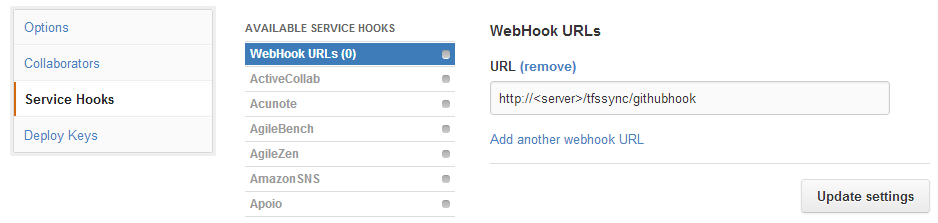 Options
Collaborators
Service Hooks
Deploy Keys
AVAILABLE SERVICE HOOKS
WebHook URLs (0)
ActiveCollab
Acunote
AgileBench
AgileZen
AmazonSNS
Apoio
WebHook URLs
URL (remove)
http://<server>/tfssync/githubhook
Add another webhook URL
Update settings